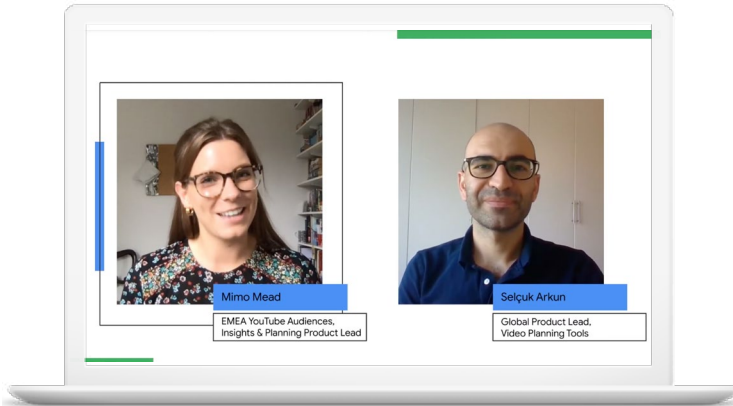 Mimo Mead
EMEA YouTube Audiences,
Insights & Planning Product Lead
Selçuk Arkun
Global Product Lead,
Video Planning Tools